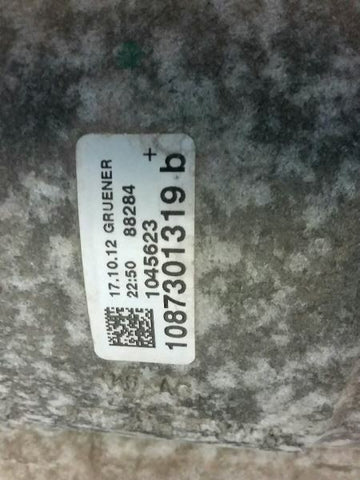 17.10.12 GRUENER
22:50 88284
1045623 +
1087301319 b